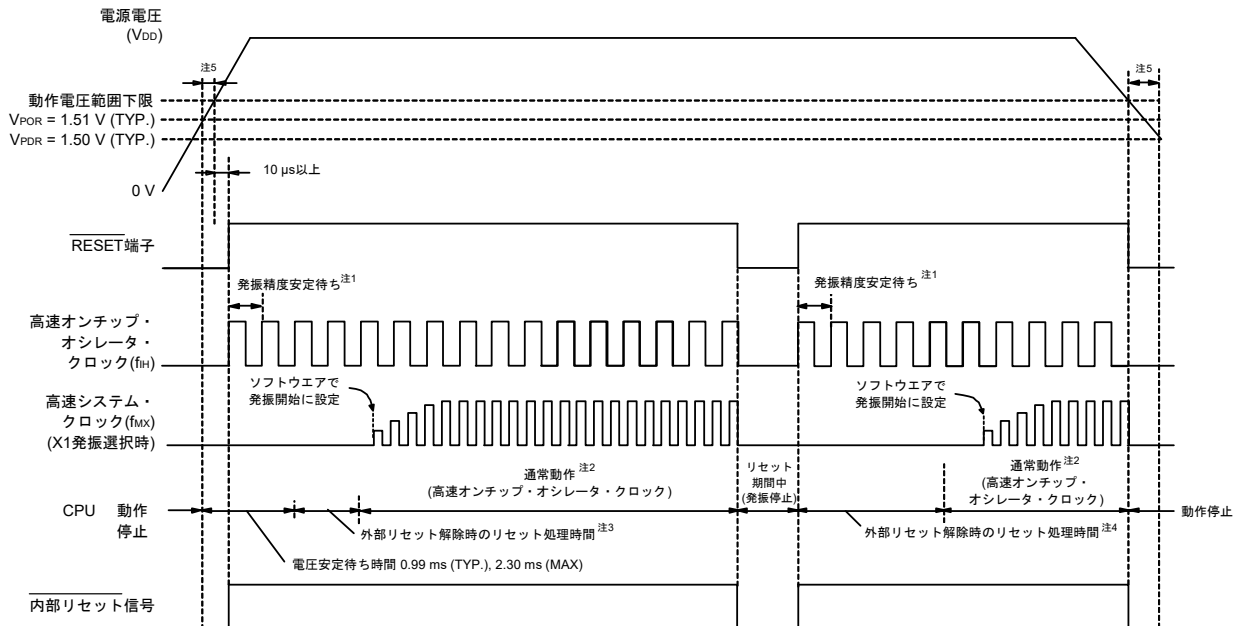 電源電圧
(VDD)
注5
注5
動作電圧範囲下限
VPOR = 1.51 V (TYP.)
VPDR = 1.50 V (TYP.)
10 µs以上
0 V
RESET端子
発振精度安定待ち注1
発振精度安定待ち注1
高速オンチップ・
オシレータ・
クロック(fIH)
ソフトウエアで
発振開始に設定
ソフトウエアで
発振開始に設定
高速システム・
クロック(fMX)
(X1発振選択時)
通常動作注2
(高速オンチップ・オシレータ・クロック)
リセット
期間中
(発振停止)
通常動作注2
(高速オンチップ・
オシレータ・クロック)
CPU 動作
停止
動作停止
外部リセット解除時のリセット処理時間注3
外部リセット解除時のリセット処理時間注4
電圧安定待ち時間 0.99 ms (TYP.), 2.30 ms (MAX)
内部リセット信号